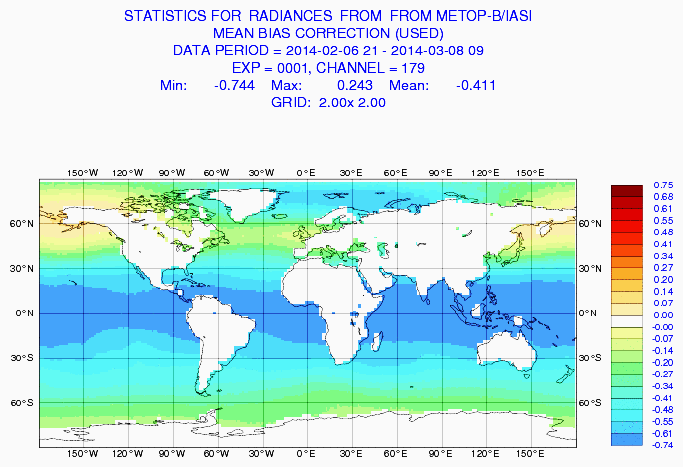 STATISTICS FOR RADIANCES FROM FROM METOP-B/IASI
MEAN BIAS CORRECTION (USED)
DATA PERIOD = 2014-02-06 21 - 2014-03-08 09
EXP = 0001, CHANNEL = 179
Min: -0.744 Max: 0.243 Mean: -0.411
GRID: 2.00x 2.00
150°W 120°W 90°W 60°W 30°W 0°E 30°E 60°E 90°E 120°E 150°E
60°N 60°N
30°N 30°N
0°N 0°N
30°S 30°S
60°S 60°S
150°W 120°W 90°W 60°W 30°W 0°E 30°E 60°E 90°E 120°E 150°E
0.75
0.68
0.61
0.55
0.48
0.41
0.34
0.27
0.20
0.14
0.07
0.00
-0.00
-0.07
-0.14
-0.20
-0.27
-0.34
-0.41
-0.48
-0.55
-0.61
-0.74